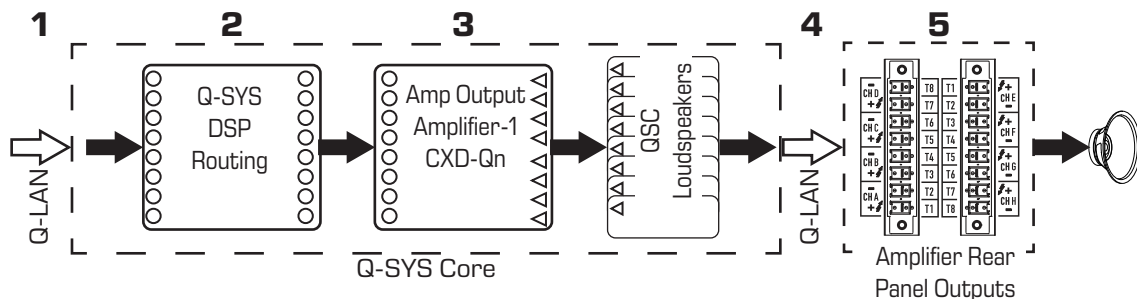 1
2
3
4
5
Q-LAN
Q-SYS
DSP
Routing
Amp Output
Amplifier-1
CXD-Qn
QSC
Loudspeakers
Q-SYS Core
Q-LAN
– CH D +
– CH C +
– CH B +
– CH A +
T8 T1
T7 T2
T6 T3
T5 T4
T4 T5
T3 T6
T2 T7
T1 T8
+ CH E –
+ CH F –
+ CH G –
+ CH H –
Amplifier Rear
Panel Outputs